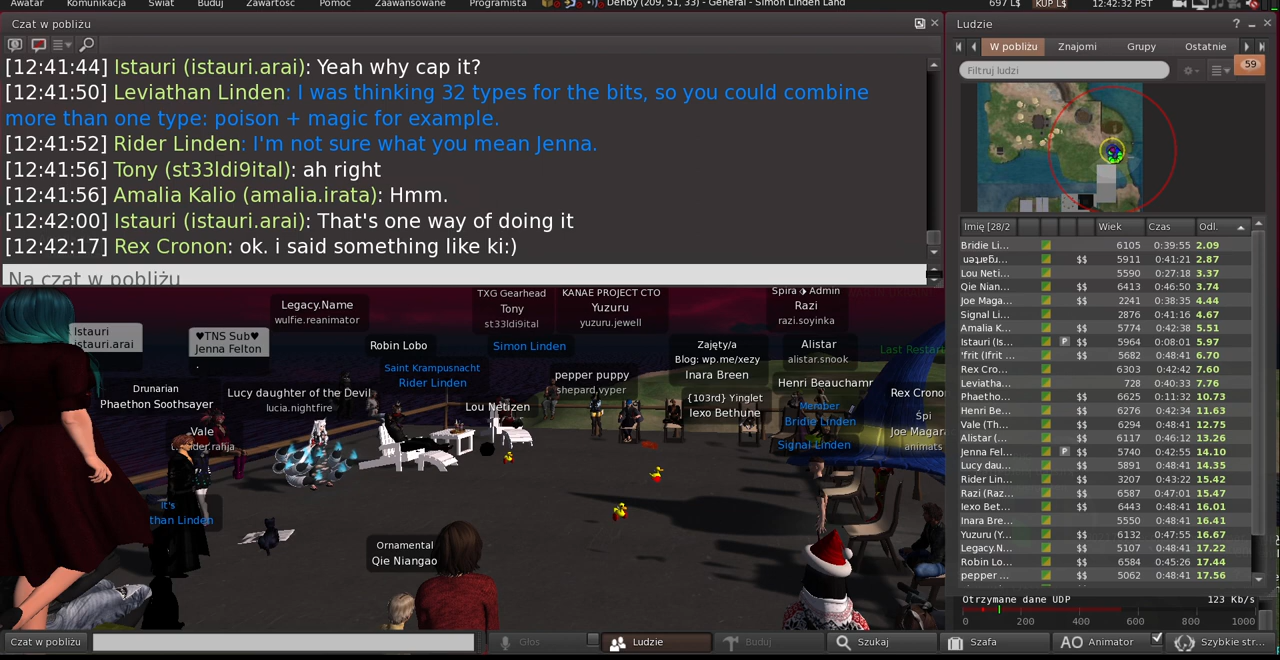 Awatar Komunikacja Świat Buduj Zawartość Pomoc Zaawansowane Programista Denby (209, 51, 33) - General - Simon Linden Land 697 L$ KUP L$ 12:42:32 PST
Czat w pobliżu
[12:41:44] Istauri (istauri.arai): Yeah why cap it?
[12:41:50] Leviathan Linden: I was thinking 32 types for the bits, so you could combine
more than one type: poison + magic for example.
[12:41:52] Rider Linden: I'm not sure what you mean Jenna.
[12:41:56] Tony (st33ldi9ital): ah right
[12:41:56] Amalia Kalio (amalia.irata): Hmm.
[12:42:00] Istauri (istauri.arai): That's one way of doing it
[12:42:17] Rex Cronon: ok. i said something like ki:)
Na czat w pobliżu
Ludzie
W pobliżu Znajomi Grupy Ostatnie
Filtruj ludzi
59
Imię [28/2 Wiek Czas Odl.
Bridie Li... 6105 0:39:55 2.09
5911 0:41:21 2.87
Lou Neti... 5590 0:27:18 3.37
Qie Nian... $$ 6413 0:46:50 3.74
Joe Maga... $$ 2241 0:38:35 4.44
Signal Li... 2876 0:41:16 4.67
Amalia K... $$ 5774 0:42:38 5.51
Istauri (Is... P $$ 5964 0:08:01 5.97
'frit (Ifrit ... $$ 5682 0:48:41 6.70
Rex Cro... $$ 6303 0:42:42 7.60
Leviatha... 728 0:40:33 7.76
Phaetho... $$ 6625 0:11:32 10.73
Henri Be... $$ 6276 0:42:34 11.63
Vale (Th... $$ 6294 0:48:41 12.75
Alistar (... $$ 6117 0:46:12 13.26
Jenna Fel... P $$ 5740 0:42:55 14.10
Lucy dau... $$ 5891 0:48:41 14.35
Rider Lin... 3207 0:43:22 15.42
Razi (Raz... $$ 6587 0:47:01 15.47
Iexo Bet... $$ 6443 0:48:41 16.01
Inara Bre... 5550 0:48:41 16.41
Yuzuru (Y... $$ 6132 0:47:55 16.67
Legacy.N... $$ 5107 0:48:41 17.22
Robin Lo... $$ 6584 0:45:26 17.44
pepper ... $$ 5062 0:48:41 17.56
Otrzymane dane UDP 123 Kb/s
0 200 400 600 800 1000
Istauri
istauri.arai
♥TNS Sub♥
Jenna Felton
Legacy.Name
wulfie.reanimator
TXG Gearhead
Tony
st33ldi9ital
KANAE PROJECT CTO
Yuzuru
yuzuru.jewell
Spira ⬗ Admin
Razi
razi.soyinka
Robin Lobo
Simon Linden
Zajęty/a
Blog: wp.me/xezy
Inara Breen
Alistar
alistar.snook
Last Restar
Saint Krampusnacht
Rider Linden
pepper puppy
shepard.vyper
Henri Beauchamp
Drunarian
Phaethon Soothsayer
Lucy daughter of the Devil
lucia.nightfire
Lou Netizen
{103rd} Yinglet
Iexo Bethune
Member
Bridie Linden
Rex Cronon
Śpi
Joe Magar
animats
Signal Linden
Vale
It's
than Linden
Ornamental
Qie Niangao
Czat w pobliżu Głos Ludzie Buduj Szukaj Szafa AO Animator Szybkie str...